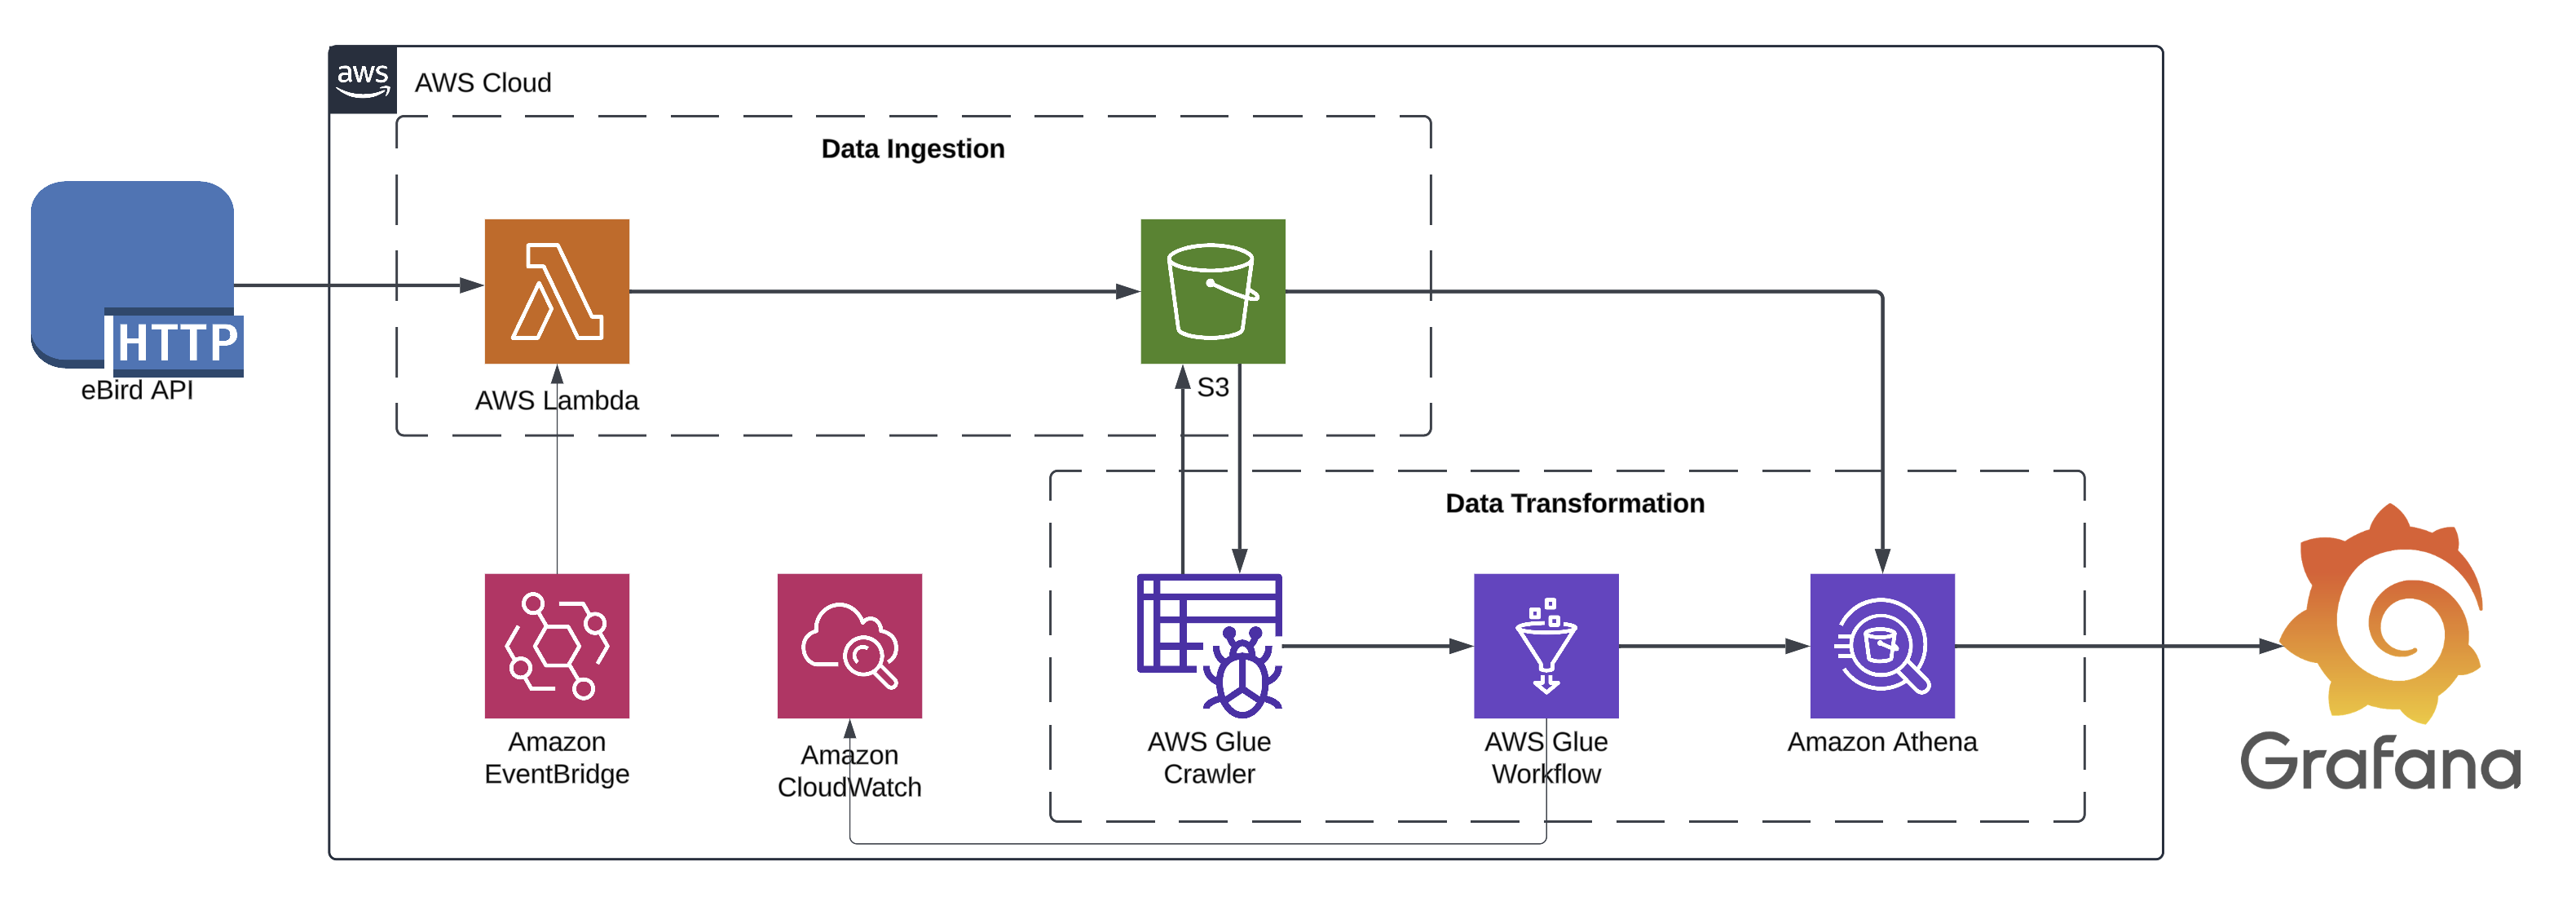 aws
AWS Cloud
Data Ingestion
HTTP
eBird API
AWS Lambda
S3
Data Transformation
Amazon
EventBridge
Amazon
CloudWatch
AWS Glue
Crawler
AWS Glue
Workflow
Amazon Athena
Grafana